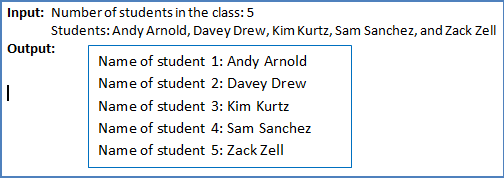 Input: Number of students in the class: 5
Students: Andy Arnold, Davey Drew, Kim Kurtz, Sam Sanchez, and Zack Zell
Output:
Name of student 1: Andy Arnold
Name of student 2: Davey Drew
Name of student 3: Kim Kurtz
Name of student 4: Sam Sanchez
Name of student 5: Zack Zell